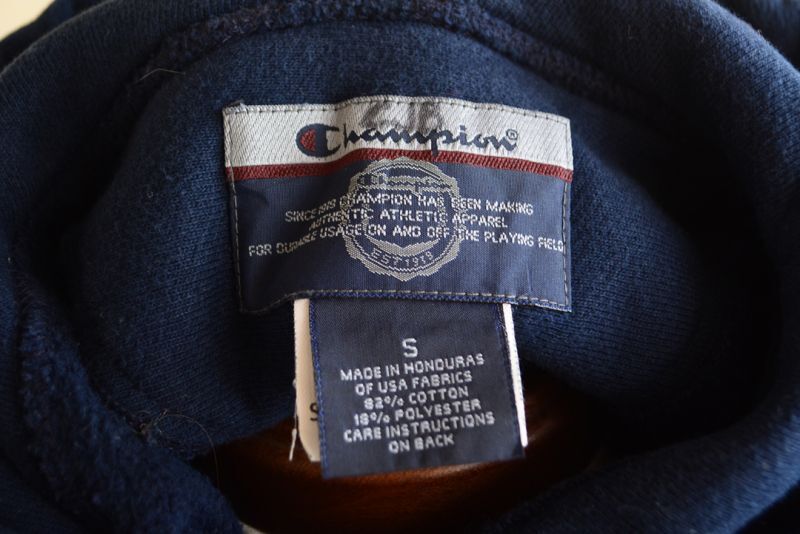 Champion®
Champion
SINCE 1919 CHAMPION HAS BEEN MAKING
AUTHENTIC ATHLETIC APPAREL
FOR DURABLE USAGE ON AND OFF THE PLAYING FIELD
EST 1919
S
MADE IN HONDURAS
OF USA FABRICS
82% COTTON
18% POLYESTER
CARE INSTRUCTIONS
ON BACK
S